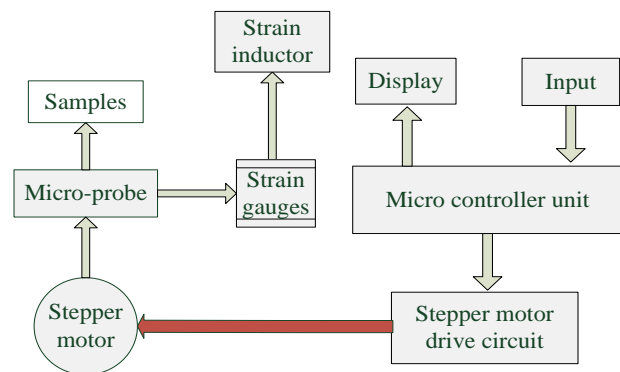 Strain
inductor
Samples
Display
Input
Micro-probe
Strain
gauges
Micro controller unit
Stepper
motor
Stepper motor
drive circuit